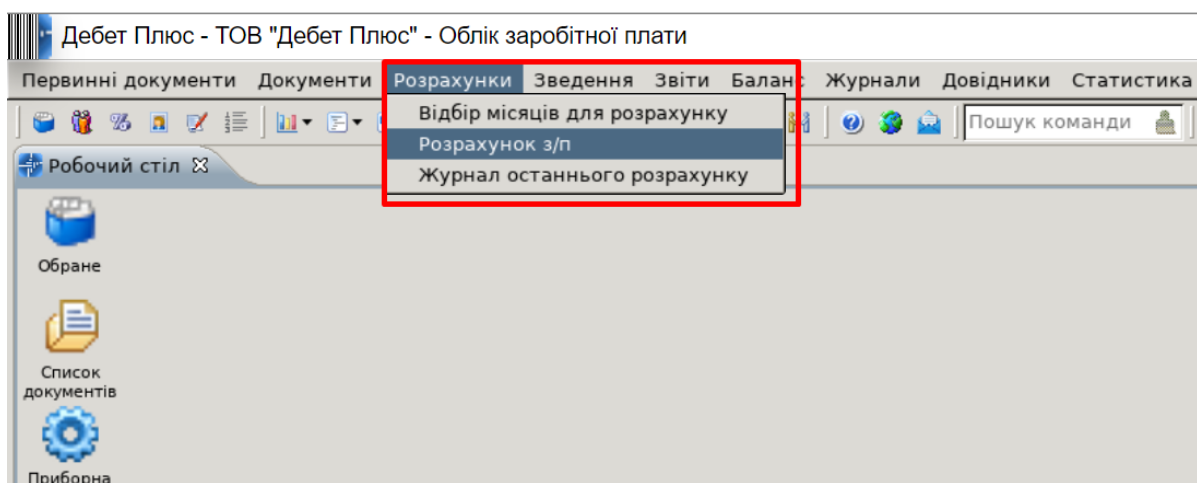 Дебет Плюс - ТОВ "Дебет Плюс" - Облік заробітної плати
Первинні документи Документи Розрахунки Зведення Звіти Баланс Журнали Довідники Статистика
Пошук команди
Відбір місяців для розрахунку
Розрахунок з/п
Журнал останнього розрахунку
Робочий стіл
Обране
Список
документів
Приборна